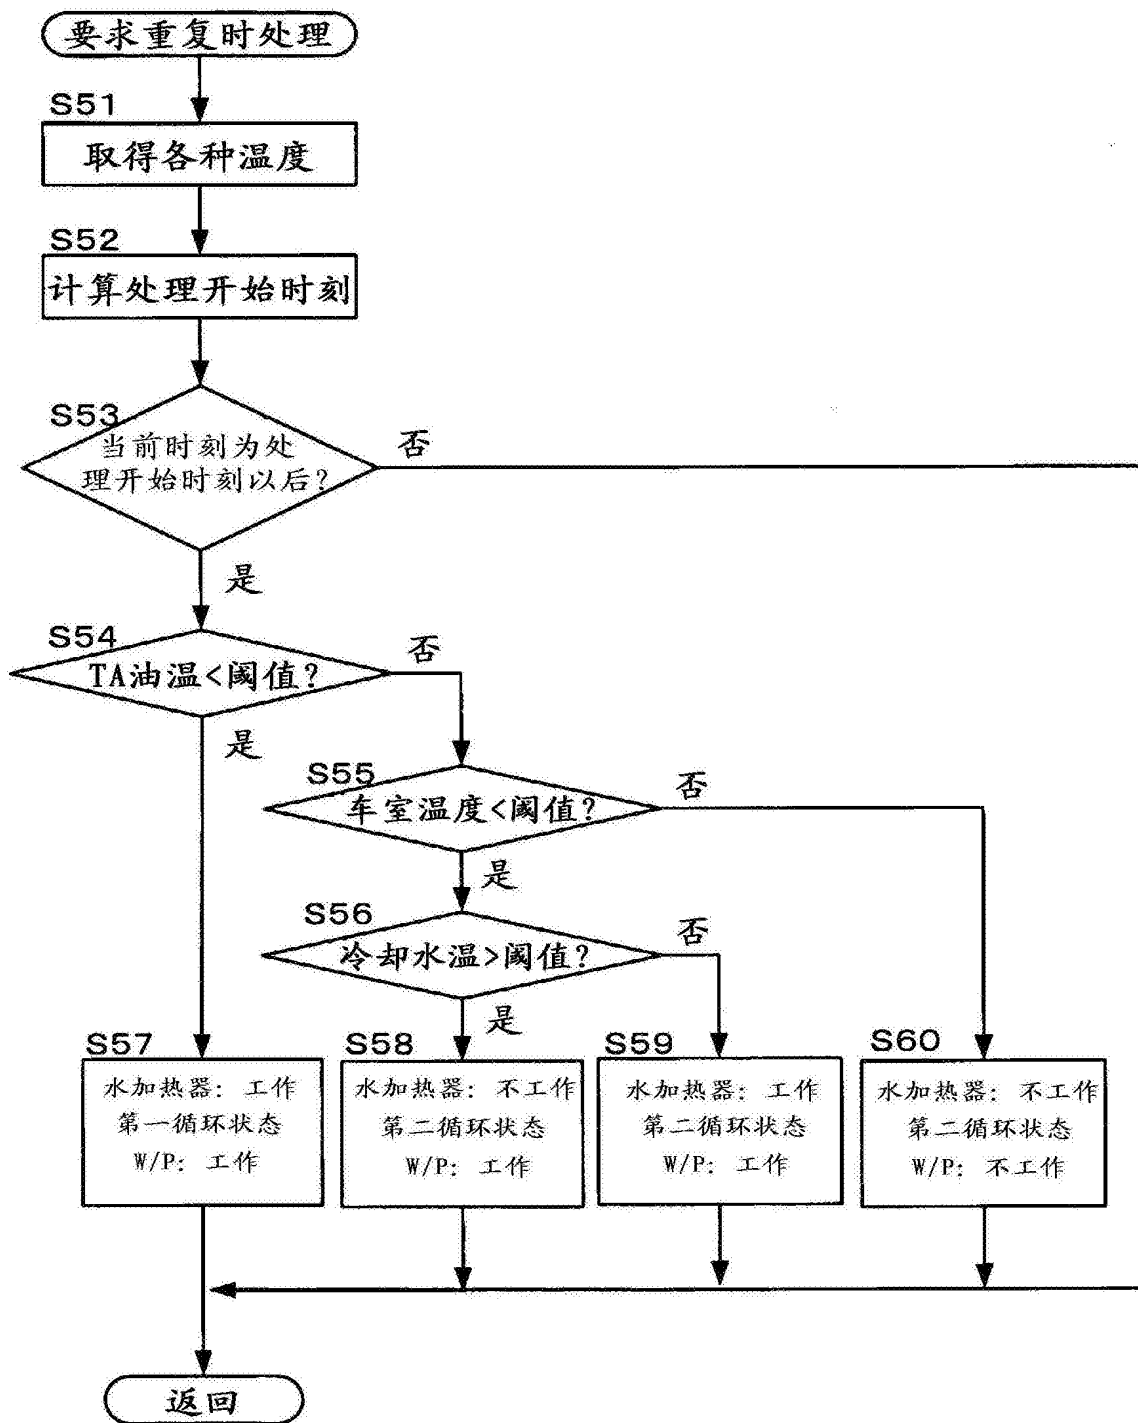 要求重复时处理
S51
取得各种温度
S52
计算处理开始时刻
S53
当前时刻为处
理开始时刻以后?
否
是
S54
TA油温<阈值?
否
是
S55
车室温度<阈值?
否
是
S56
冷却水温>阈值?
否
是
S57
水加热器: 工作
第一循环状态
W/P: 工作
S58
水加热器: 不工作
第二循环状态
W/P: 工作
S59
水加热器: 工作
第二循环状态
W/P: 工作
S60
水加热器: 不工作
第二循环状态
W/P: 不工作
返回